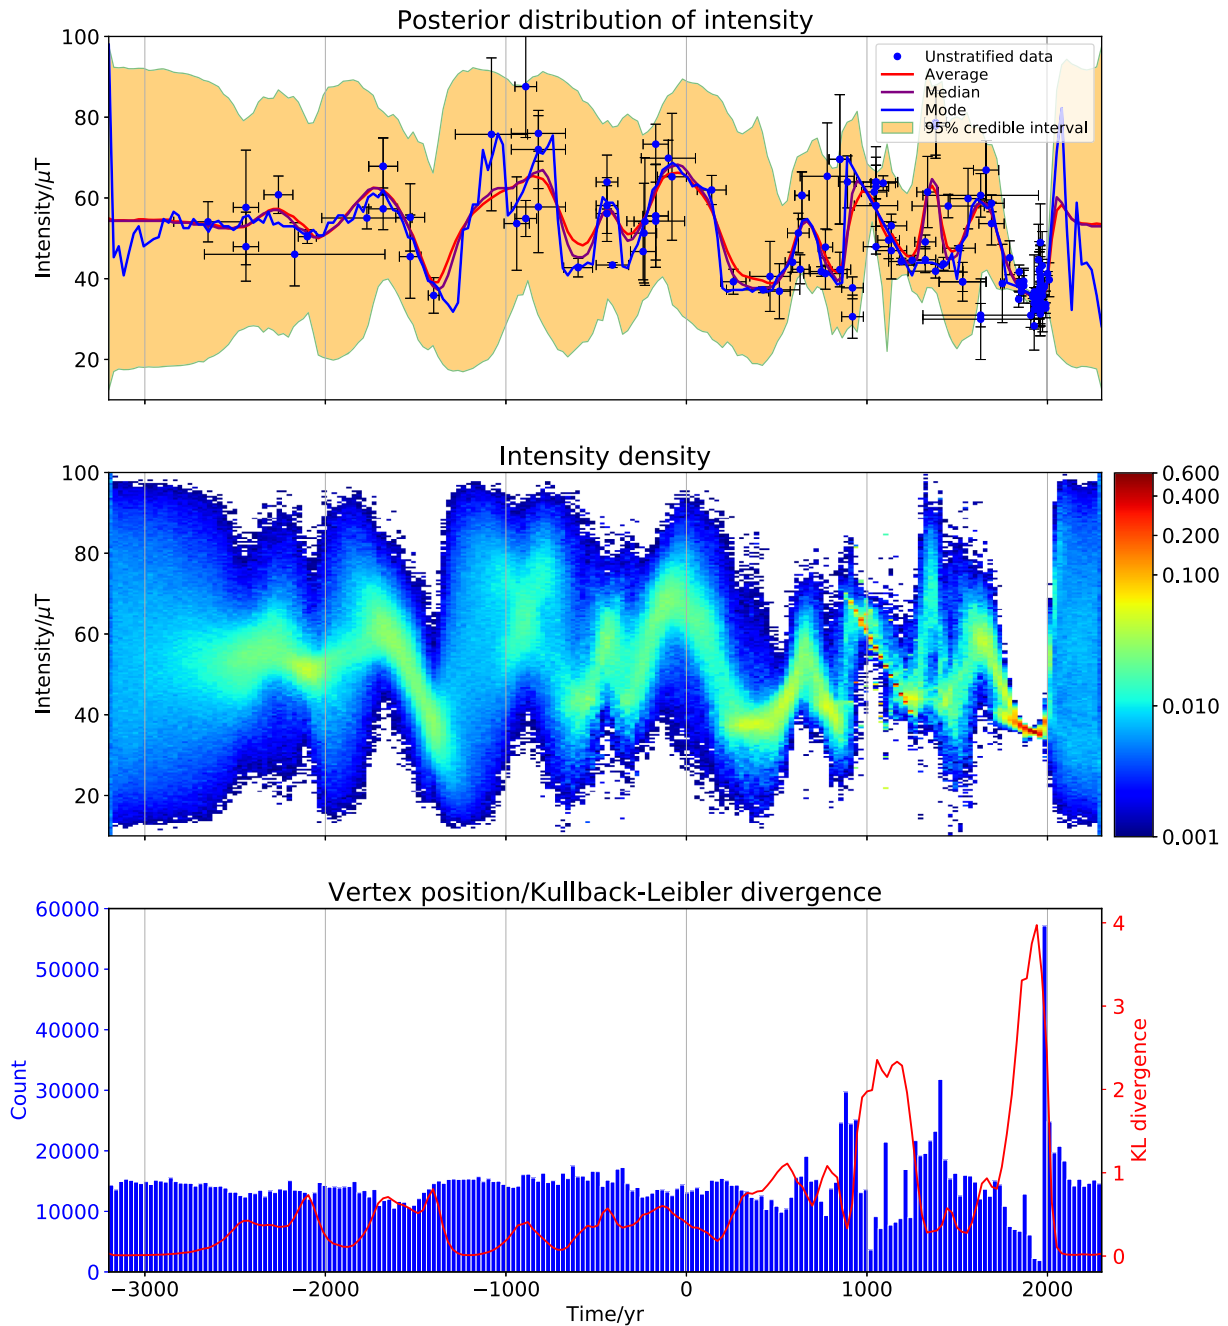 Posterior distribution of intensity
100
80
60
40
20
Intensity/μT
Unstratified data
Average
Median
Mode
95% credible interval
Intensity density
100
80
60
40
20
Intensity/μT
0.600
0.400
0.200
0.100
0.010
0.001
Vertex position/Kullback-Leibler divergence
60000
50000
40000
30000
20000
10000
0
Count
4
3
2
1
0
KL divergence
−3000 −2000 −1000 0 1000 2000
Time/yr